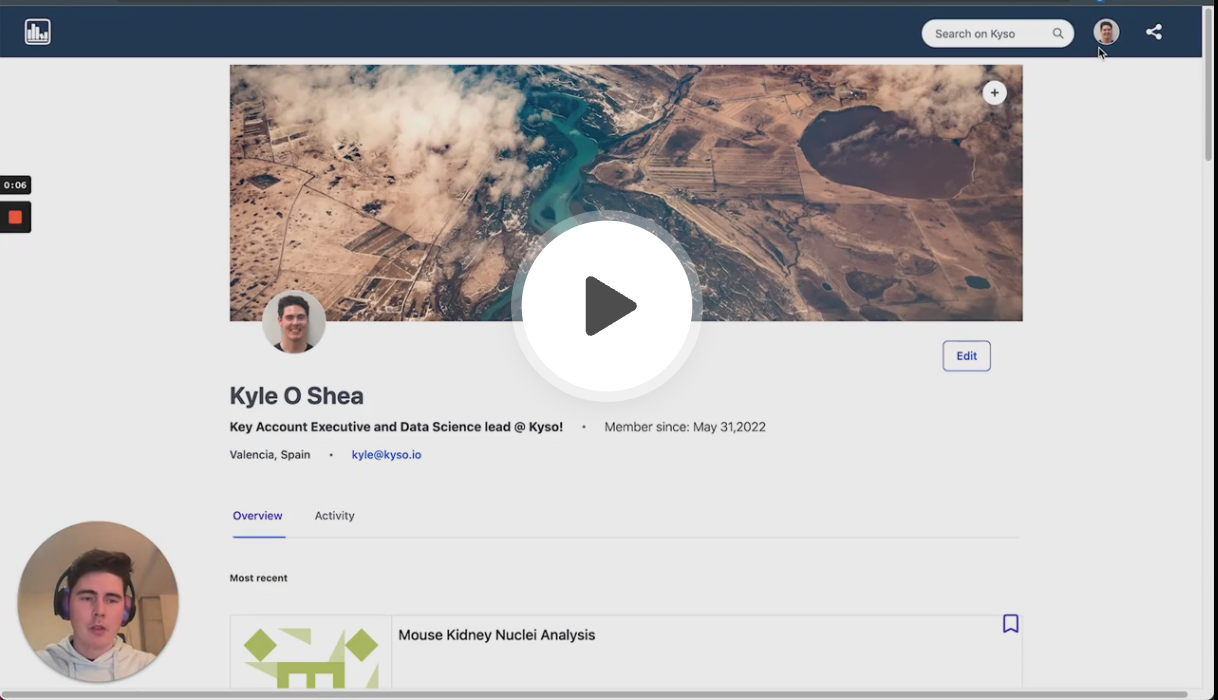 Search on Kyso
+
0:06
Edit
Kyle O Shea
Key Account Executive and Data Science lead @ Kyso! • Member since: May 31,2022
Valencia, Spain • kyle@kyso.io
Overview Activity
Most recent
Mouse Kidney Nuclei Analysis